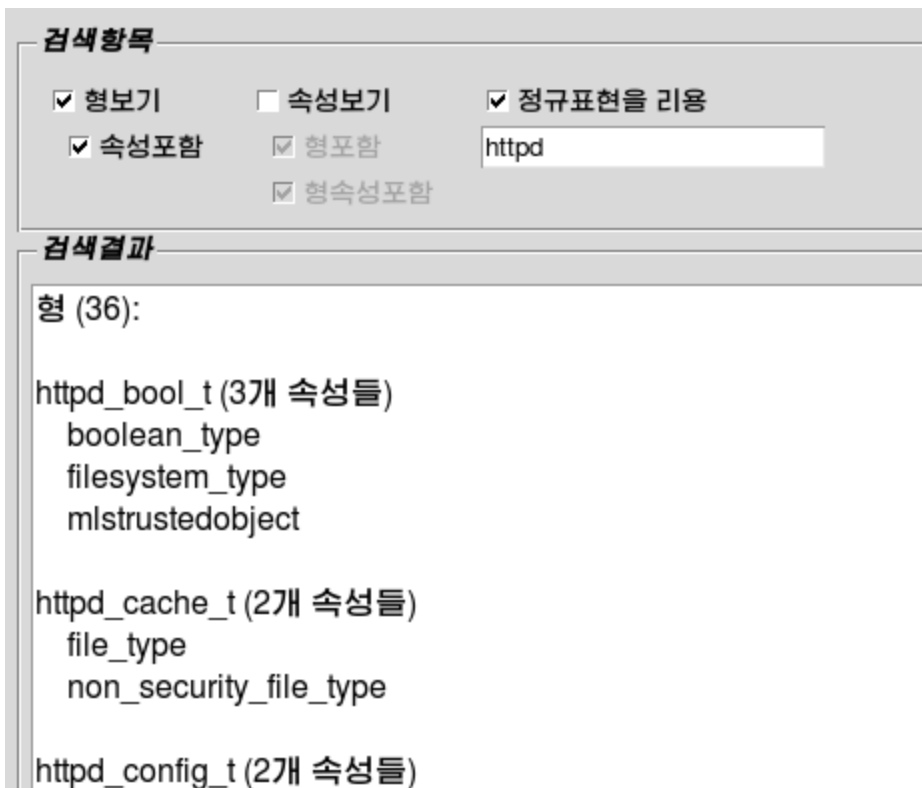 검색항목
형보기 속성보기 정규표현을 리용
속성포함 형포함 httpd
형속성포함
검색결과
형 (36):
httpd_bool_t (3개 속성들)
boolean_type
filesystem_type
mlstrustedobject
httpd_cache_t (2개 속성들)
file_type
non_security_file_type
httpd_config_t (2개 속성들)